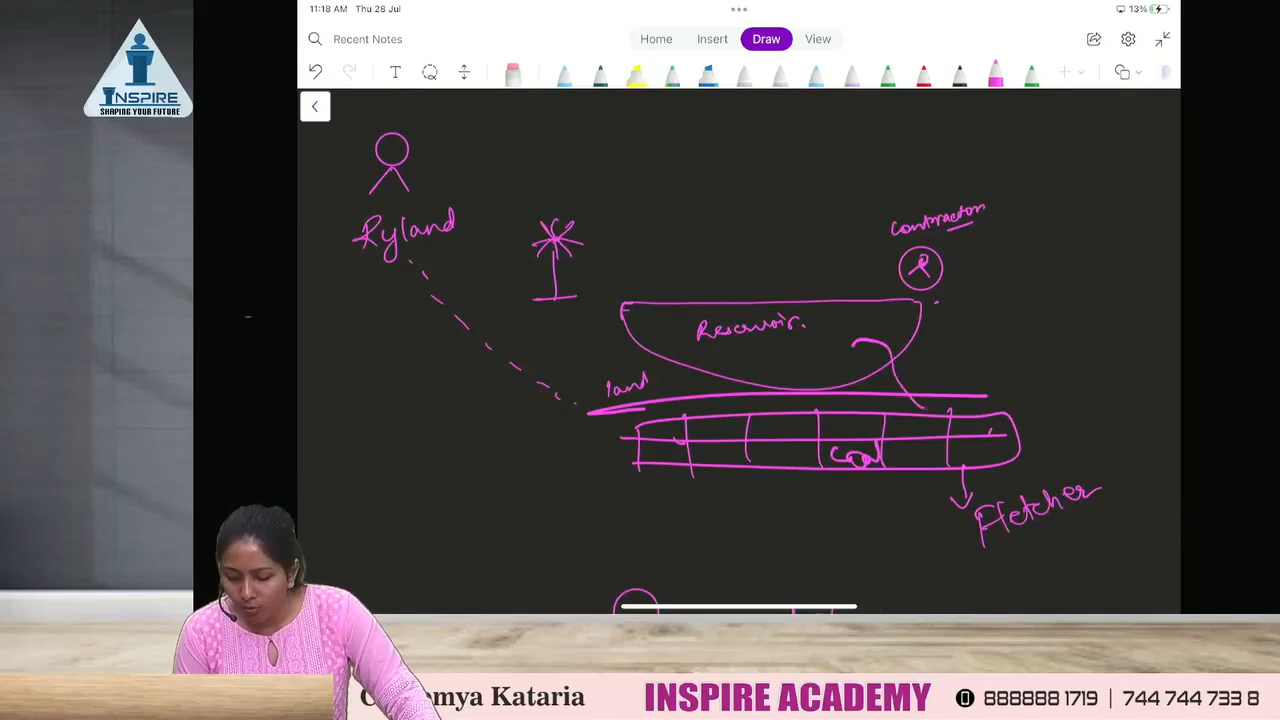 11:18 AM Thu 28 Jul
13%
INSPIRE
SHAPING YOUR FUTURE
Recent Notes
Home Insert Draw View
Ryland
Contractor
Reservoir.
land
coal
Fletcher
Kataria
INSPIRE ACADEMY
888888 1719 | 744 744 733 8